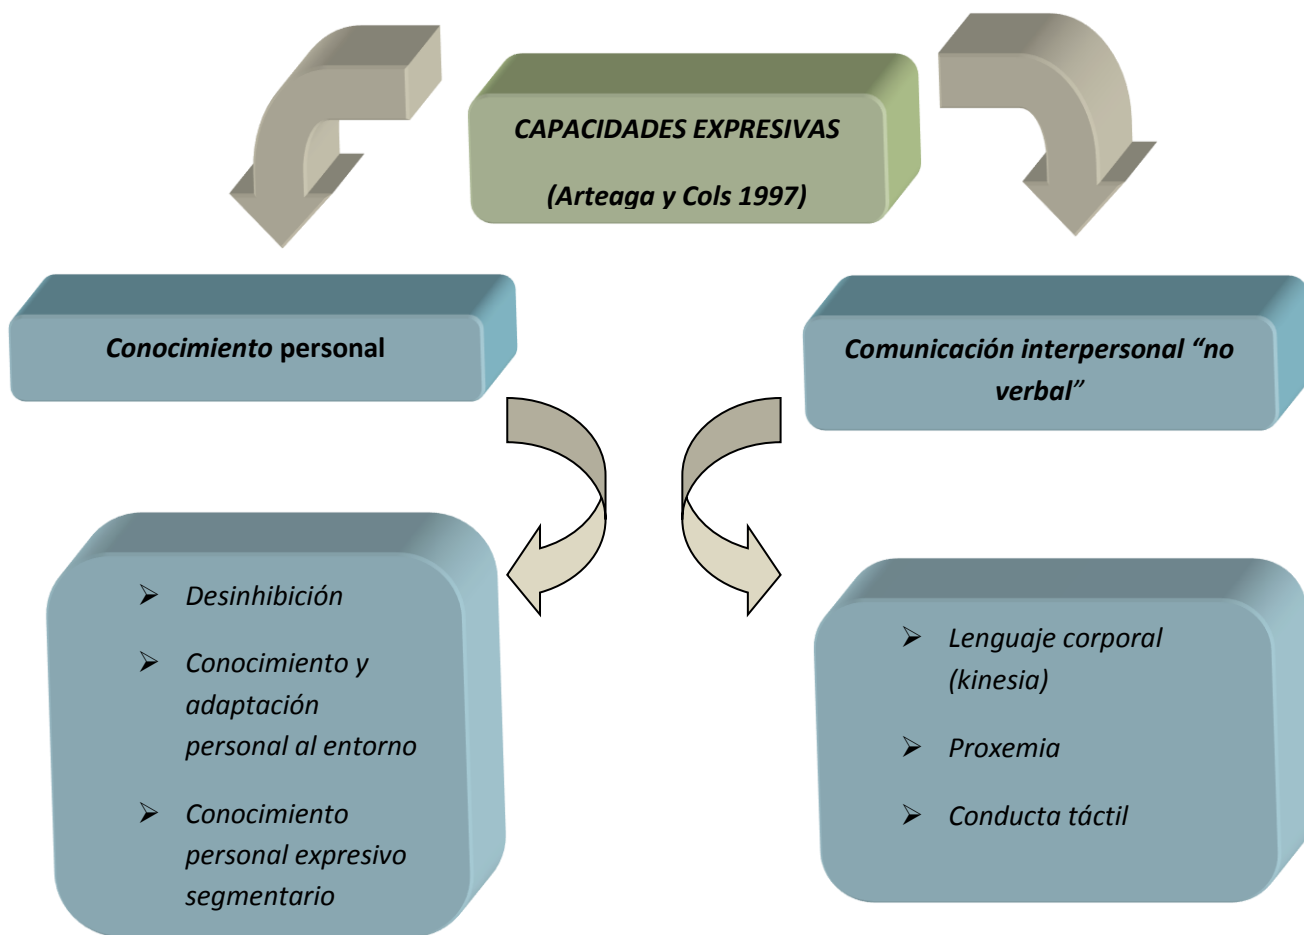 CAPACIDADES EXPRESIVAS
(Arteaga y Cols 1997)
Conocimiento personal
Comunicación interpersonal “no
verbal”
➢ Desinhibición
➢ Conocimiento y
adaptación
personal al entorno
➢ Conocimiento
personal expresivo
segmentario
➢ Lenguaje corporal
(kinesia)
➢ Proxemia
➢ Conducta táctil